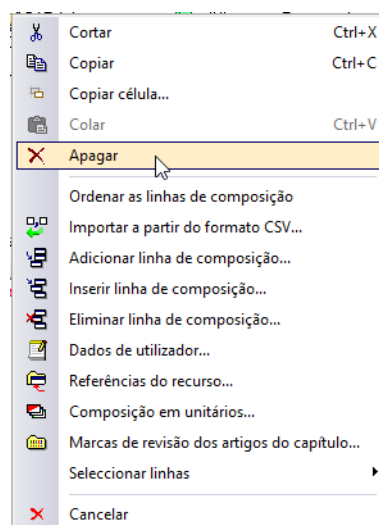 Cortar Ctrl+X
Copiar Ctrl+C
Copiar célula...
Colar Ctrl+V
Apagar
Ordenar as linhas de composição
Importar a partir do formato CSV...
Adicionar linha de composição...
Inserir linha de composição...
Eliminar linha de composição...
Dados de utilizador...
Referências do recurso...
Composição em unitários...
Marcas de revisão dos artigos do capítulo...
Seleccionar linhas
Cancelar